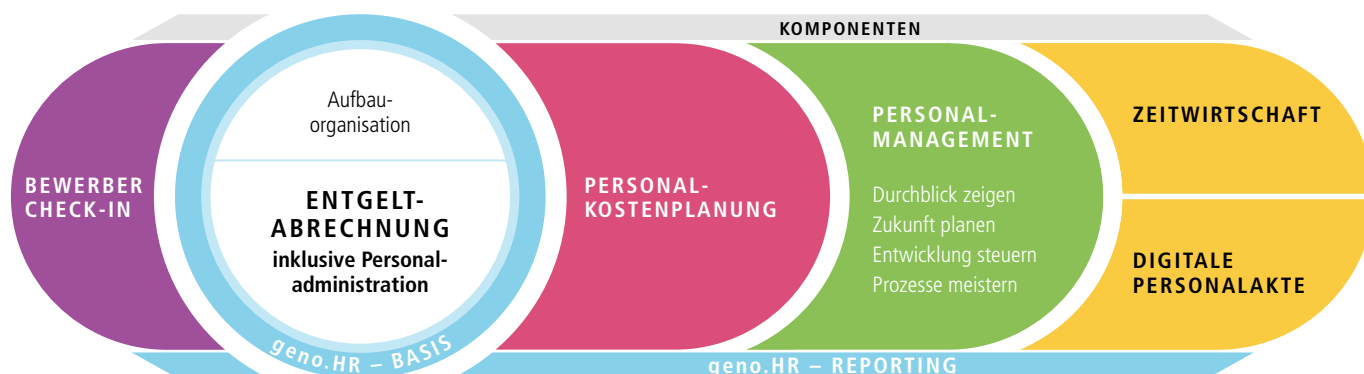 KOMPONENTEN
BEWERBER
CHECK-IN
Aufbau-
organisation
ENTGELT-
ABRECHNUNG
inklusive Personal-
administration
geno.HR – BASIS
PERSONAL-
KOSTENPLANUNG
PERSONAL-
MANAGEMENT
Durchblick zeigen
Zukunft planen
Entwicklung steuern
Prozesse meistern
ZEITWIRTSCHAFT
DIGITALE
PERSONALAKTE
geno.HR – REPORTING